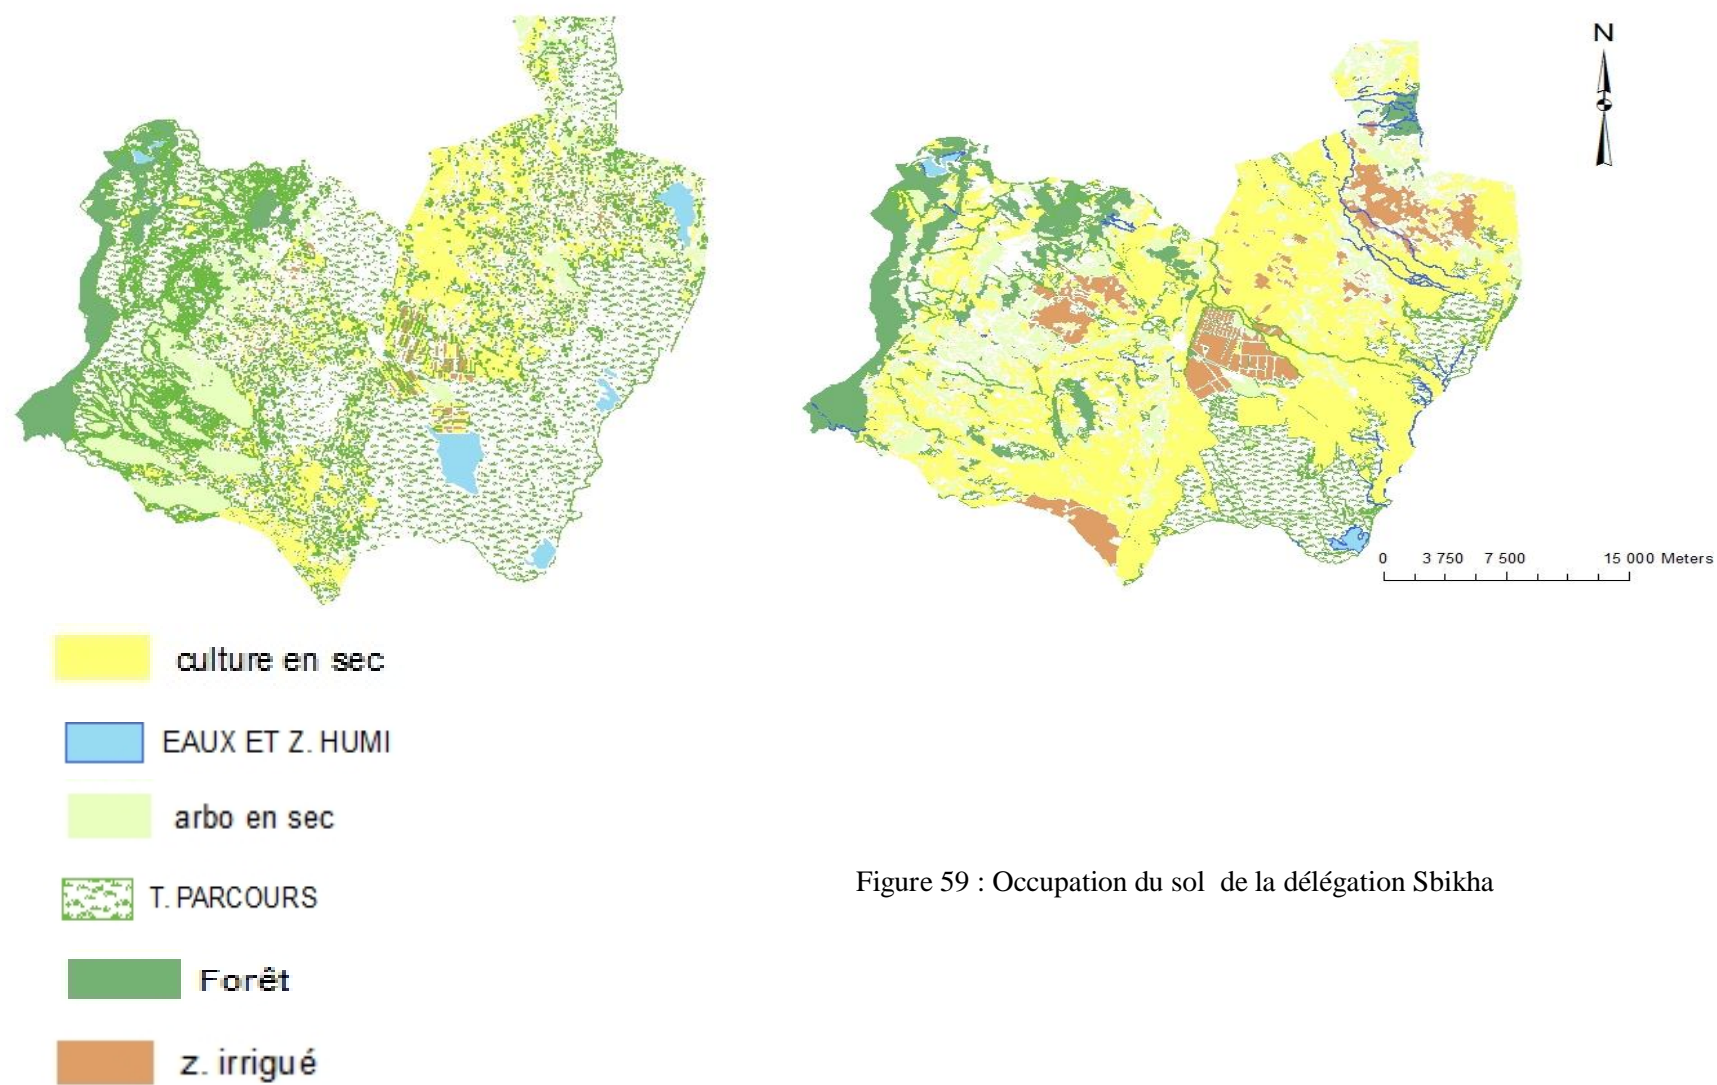 N
0 3 750 7 500 15 000 Meters
culture en sec
EAUX ET Z. HUMI
arbo en sec
T. PARCOURS
Forêt
z. irrigué
Figure 59 : Occupation du sol de la délégation Sbikha